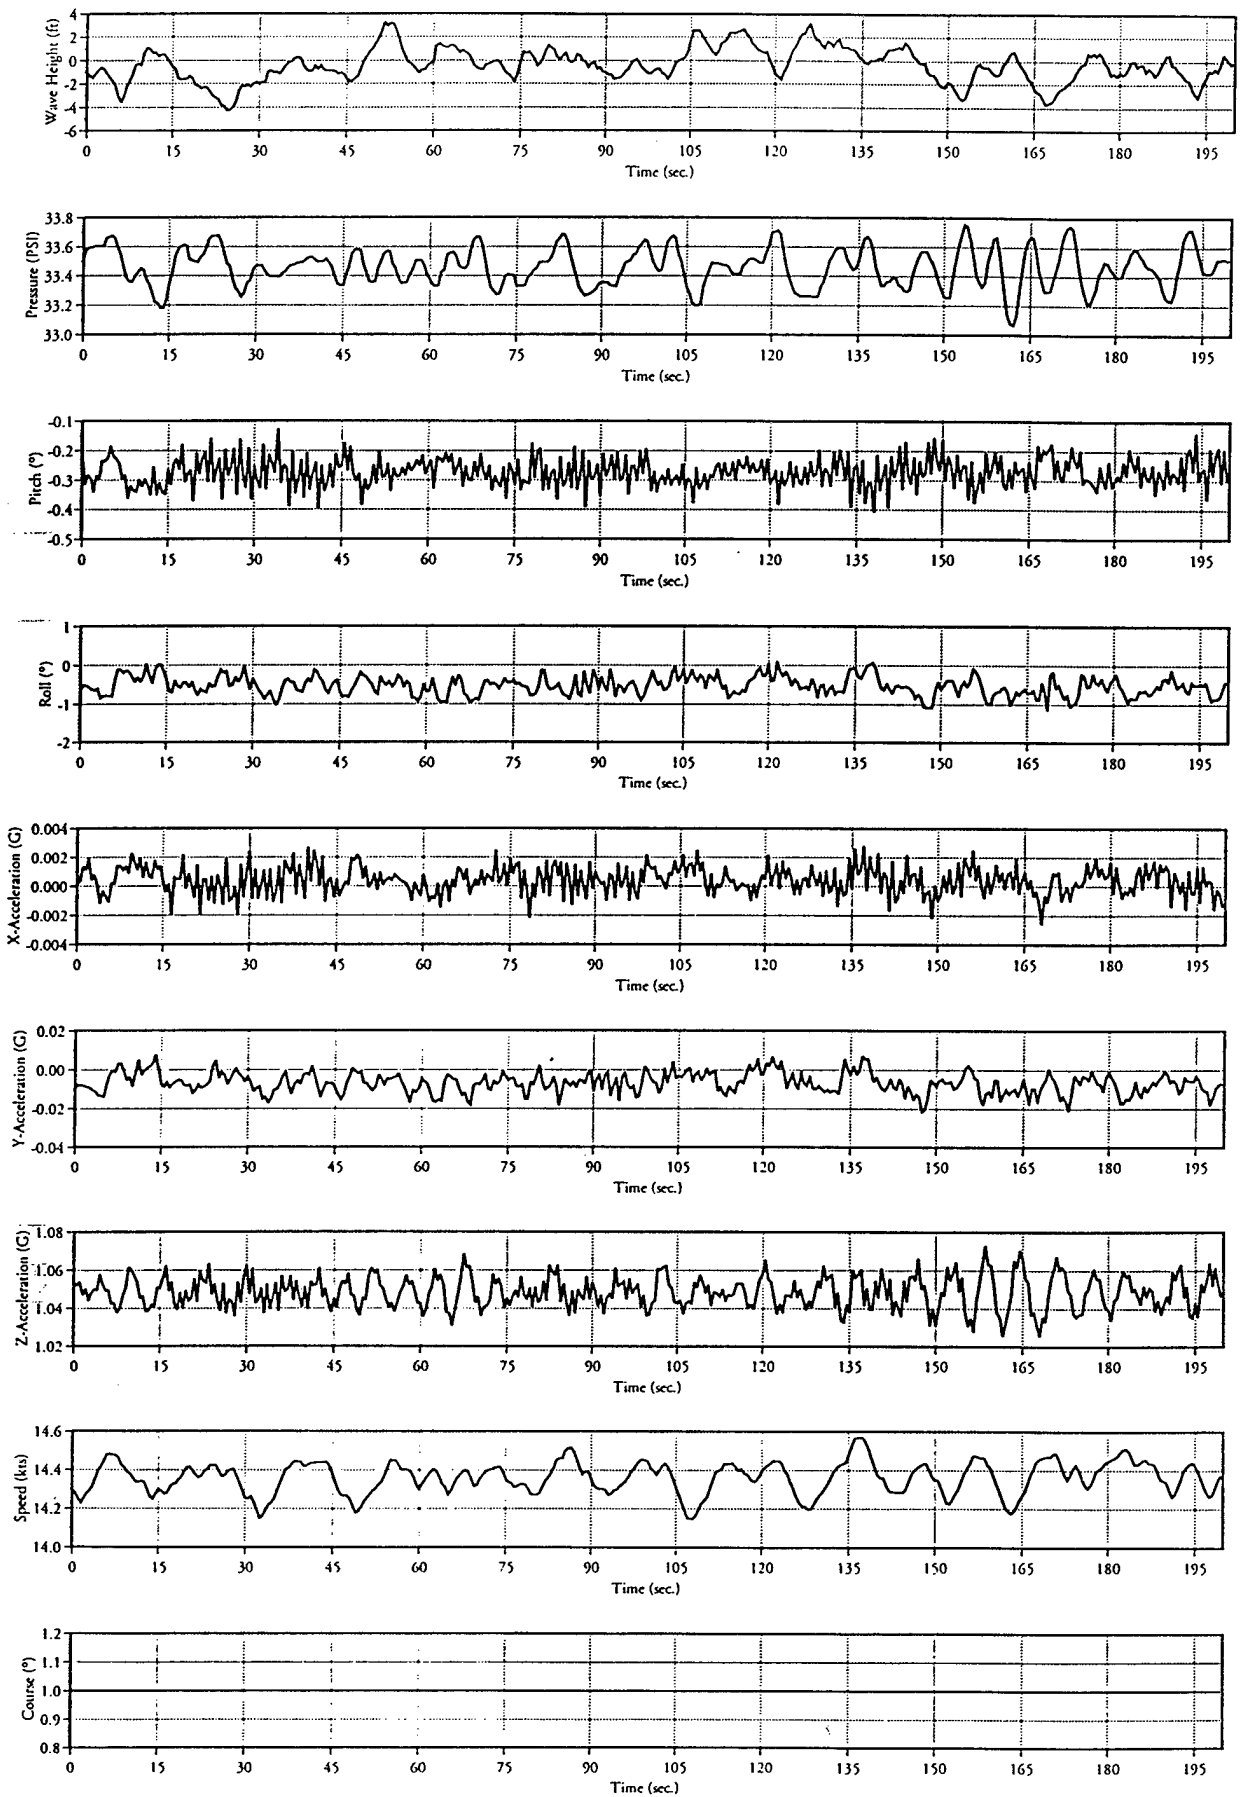 Wave Height (ft)
4
2
0
-2
-4
-6
0 15 30 45 60 75 90 105 120 135 150 165 180 195
Time (sec.)
Pressure (PSI)
33.8
33.6
33.4
33.2
33.0
0 15 30 45 60 75 90 105 120 135 150 165 180 195
Time (sec.)
Pitch (°)
-0.1
-0.2
-0.3
-0.4
-0.5
0 15 30 45 60 75 90 105 120 135 150 165 180 195
Time (sec.)
Roll (°)
1
0
-1
-2
0 15 30 45 60 75 90 105 120 135 150 165 180 195
Time (sec.)
X-Acceleration (G)
0.004
0.002
0.000
-0.002
-0.004
0 15 30 45 60 75 90 105 120 135 150 165 180 195
Time (sec.)
Y-Acceleration (G)
0.02
0.00
-0.02
-0.04
0 15 30 45 60 75 90 105 120 135 150 165 180 195
Time (sec.)
Z-Acceleration (G)
1.08
1.06
1.04
1.02
0 15 30 45 60 75 90 105 120 135 150 165 180 195
Time (sec.)
Speed (kts)
14.6
14.4
14.2
14.0
0 15 30 45 60 75 90 105 120 135 150 165 180 195
Time (sec.)
Course (°)
1.2
1.1
1.0
0.9
0.8
0 15 30 45 60 75 90 105 120 135 150 165 180 195
Time (sec.)